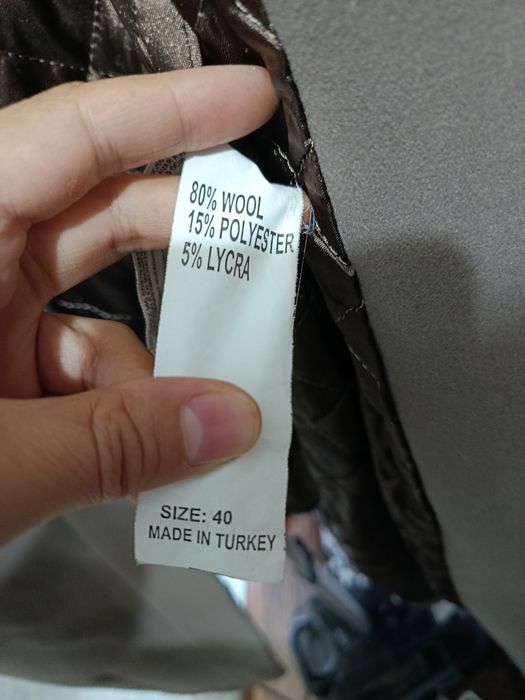 80% WOOL
15% POLYESTER
5% LYCRA
SIZE: 40
MADE IN TURKEY